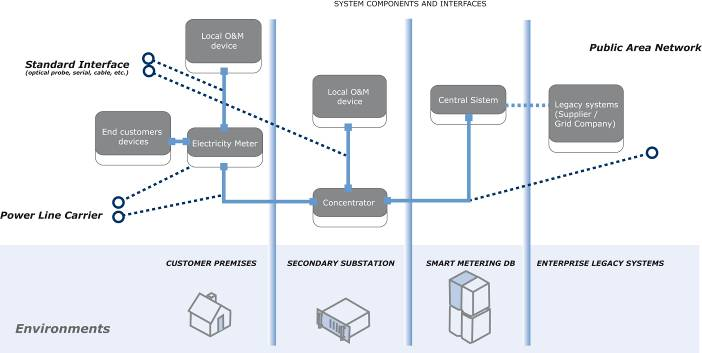 SYSTEM COMPONENTS AND INTERFACES
Local O&M
device
Public Area Network
Standard Interface
(optical probe, serial, cable, etc.)
Local O&M
device
Central Sistem
Legacy systems
(Supplier /
Grid Company)
End customers
devices
Electricity Meter
Power Line Carrier
Concentrator
CUSTOMER PREMISES
SECONDARY SUBSTATION
SMART METERING DB
ENTERPRISE LEGACY SYSTEMS
Environments